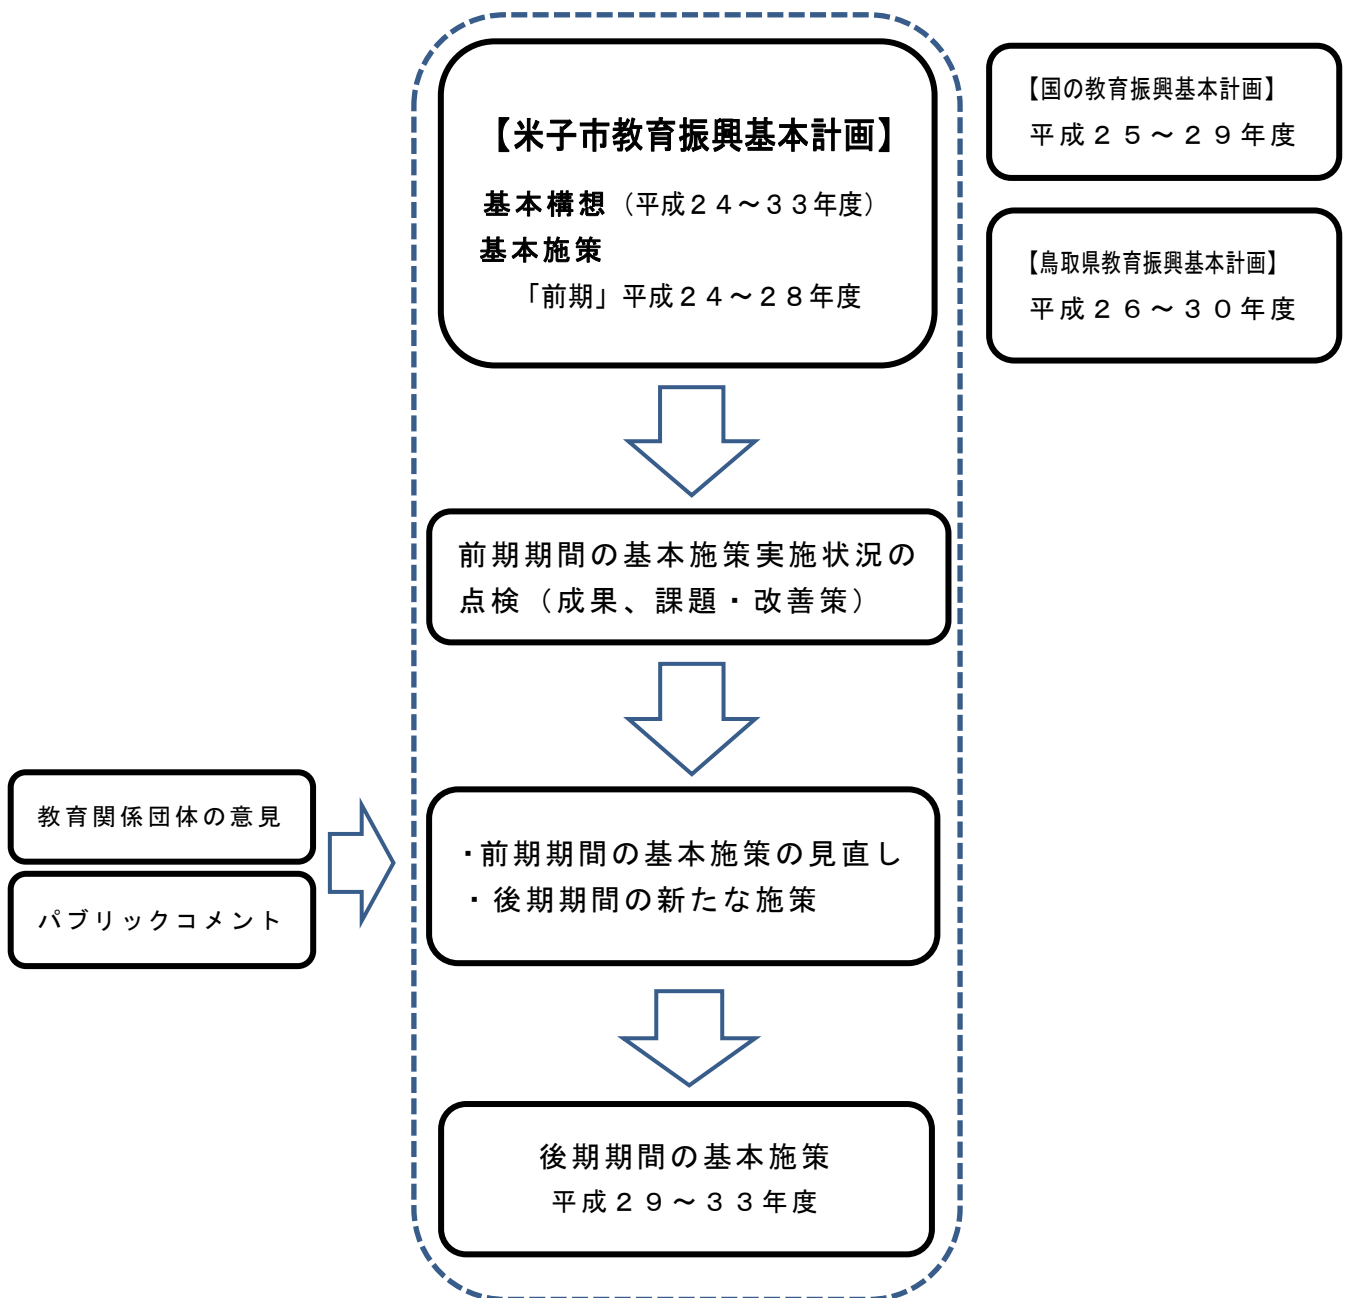 【米子市教育振興基本計画】
基本構想（平成２４～３３年度）
基本施策
「前期」平成２４～２８年度
【国の教育振興基本計画】
平成２５～２９年度
【鳥取県教育振興基本計画】
平成２６～３０年度
前期期間の基本施策実施状況の
点検（成果、課題・改善策）
教育関係団体の意見
パブリックコメント
・前期期間の基本施策の見直し
・後期期間の新たな施策
後期期間の基本施策
平成２９～３３年度